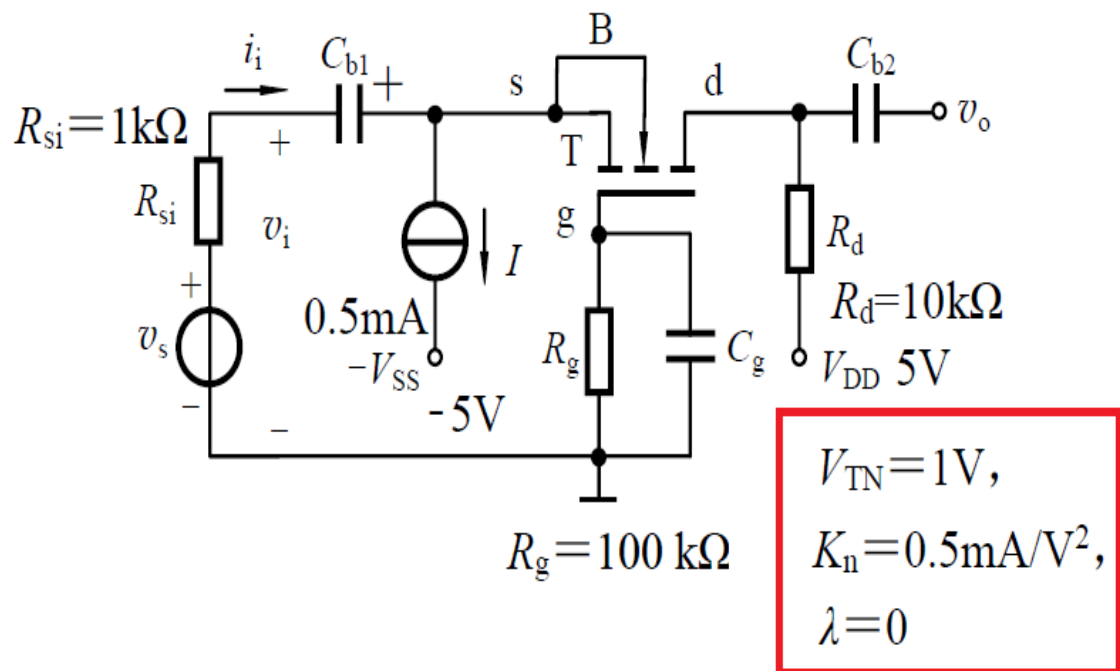 B
i_i
C_b1
+
s
d
C_b2
v_o
R_si=1kΩ
+
T
R_si
v_i
g
I
R_d
+
0.5mA
R_d=10kΩ
v_s
-V_SS
R_g
C_g
V_DD 5V
-
-
-5V
V_TN=1V,
R_g=100 kΩ
K_n=0.5mA/V²,
λ=0